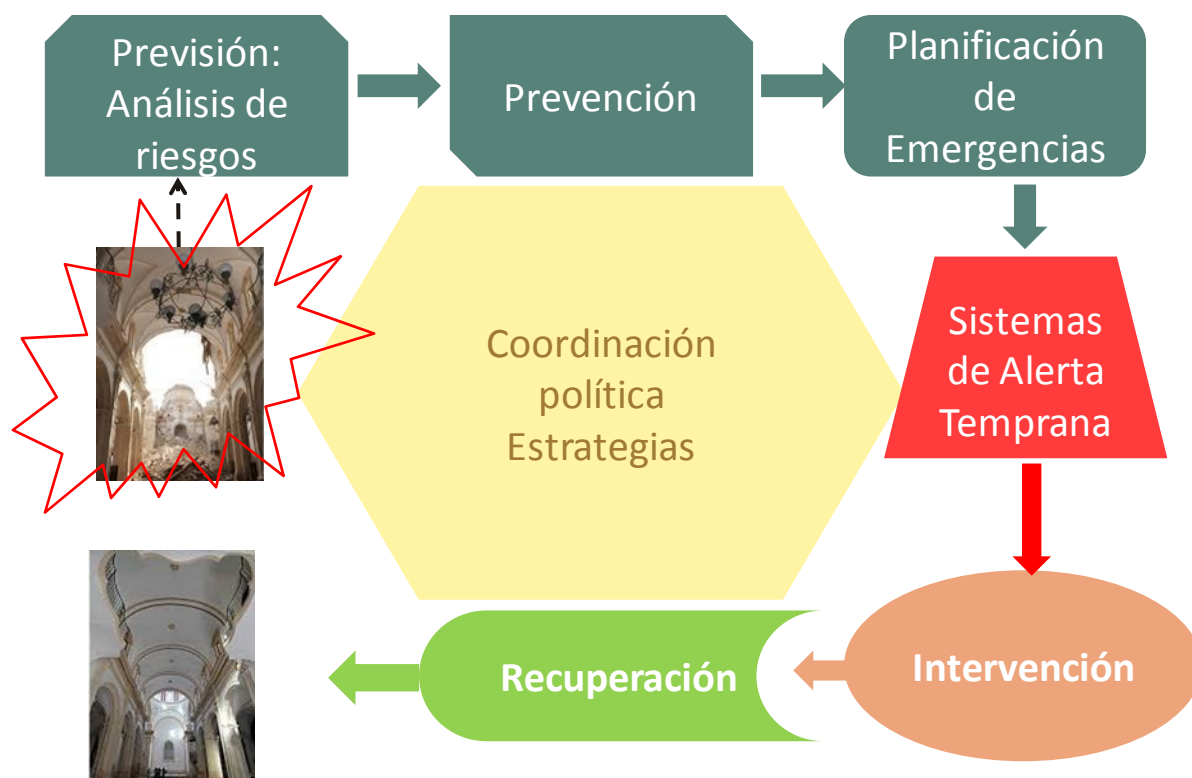 Previsión:
Análisis de
riesgos
Prevención
Planificación
de
Emergencias
Coordinación
política
Estrategias
Sistemas
de Alerta
Temprana
Recuperación
Intervención